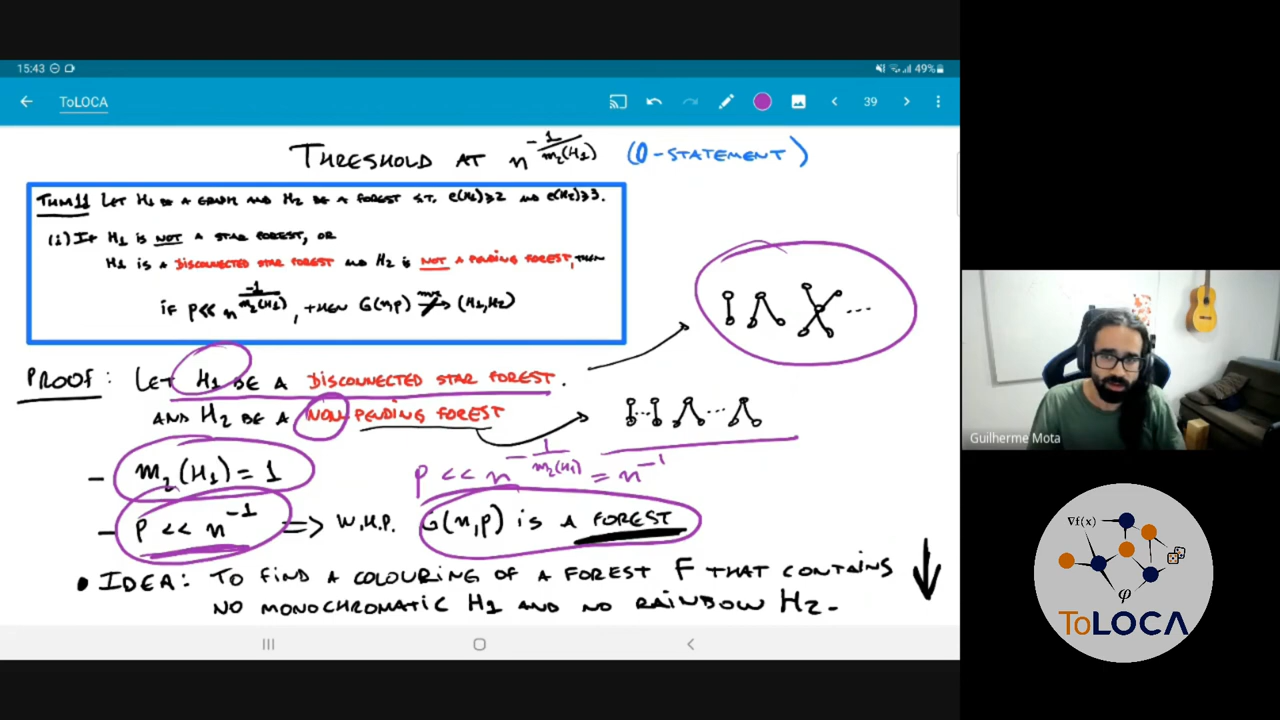 15:43
49%
ToLOCA
39
THRESHOLD AT n^{-1/m₂(H1)} (0-STATEMENT)
THM 11 LET H1 BE A GRAPH AND H2 BE A FOREST S.T. e(H1)≥2 AND e(H2)≥3.
(i) IF H1 IS NOT A STAR FOREST, OR
H1 IS A DISCONNECTED STAR FOREST AND H2 IS NOT A PENDING FOREST, THEN
IF P << n^{-1/m₂(H1)}, THEN G(n,p) (H1,H2)
PROOF: LET H1 BE A DISCONNECTED STAR FOREST.
AND H2 BE A NON-PENDING FOREST
- m₂(H1) = 1
P << n^{-1/m₂(H1)} = n^{-1}
- P << n^{-1} => W.H.P. G(n,p) IS A FOREST
• IDEA: TO FIND A COLOURING OF A FOREST F THAT CONTAINS
NO MONOCHROMATIC H1 AND NO RAINBOW H2.
Guilherme Mota
∇f(x)
φ
ToLOCA